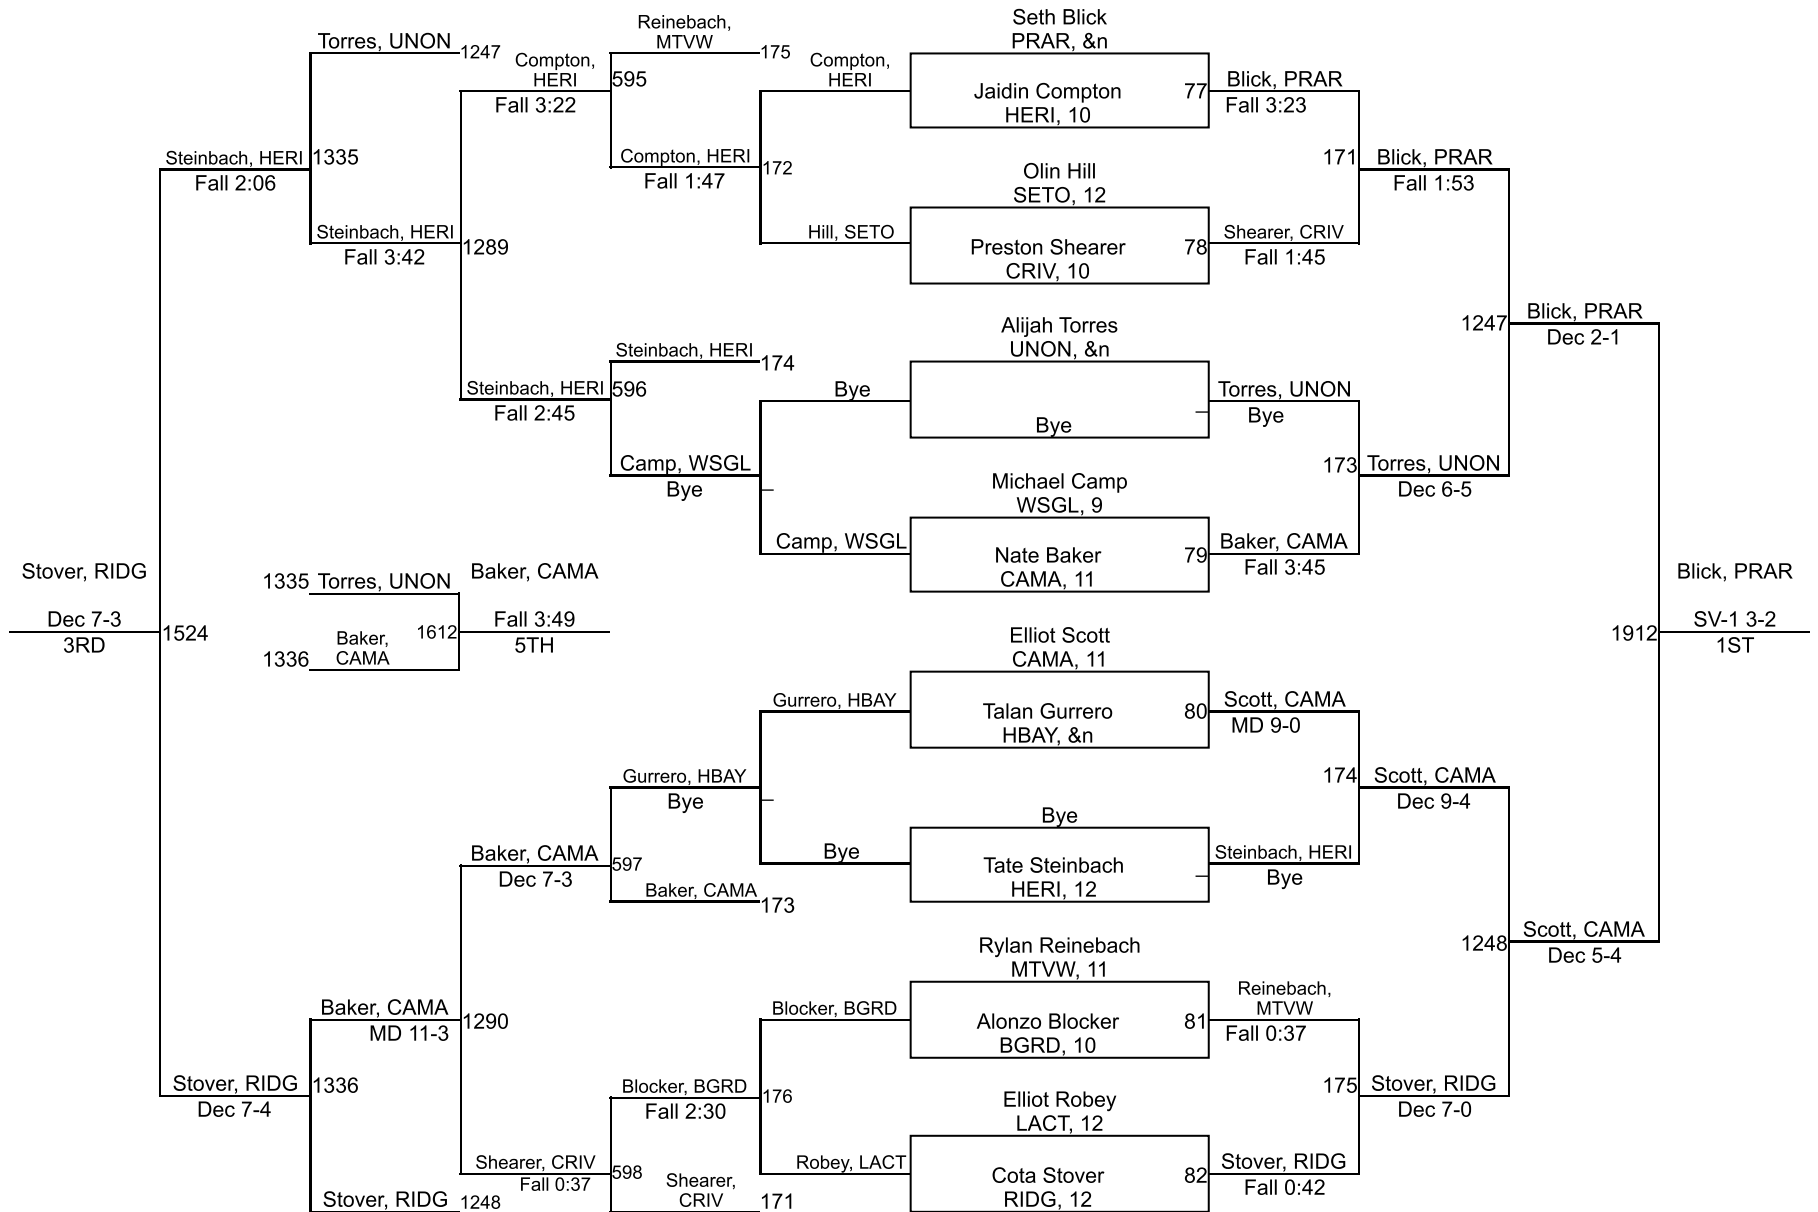 Seth Blick
PRAR, &n
Reinebach,
MTVW
Torres, UNON
1247
175
Compton,
HERI
595
Compton,
HERI
Jaidin Compton
HERI, 10
77
Blick, PRAR
Fall 3:23
Fall 3:22
Steinbach, HERI
Fall 2:06
1335
Compton, HERI
Fall 1:47
172
Olin Hill
SETO, 12
171
Blick, PRAR
Fall 1:53
Steinbach, HERI
Fall 3:42
1289
Hill, SETO
Preston Shearer
CRIV, 10
78
Shearer, CRIV
Fall 1:45
Alijah Torres
UNON, &n
1247
Blick, PRAR
Dec 2-1
Steinbach, HERI
174
Steinbach, HERI
Fall 2:45
596
Bye
Bye
Torres, UNON
Bye
Camp, WSGL
Bye
Michael Camp
WSGL, 9
173
Torres, UNON
Dec 6-5
Camp, WSGL
Nate Baker
CAMA, 11
79
Baker, CAMA
Fall 3:45
Stover, RIDG
Dec 7-3
3RD
1524
1335
Torres, UNON
1336
Baker,
CAMA
1612
Baker, CAMA
Fall 3:49
5TH
Blick, PRAR
1912
SV-1 3-2
1ST
Elliot Scott
CAMA, 11
Gurrero, HBAY
Talan Gurrero
HBAY, &n
80
Scott, CAMA
MD 9-0
Gurrero, HBAY
Bye
174
Scott, CAMA
Dec 9-4
Bye
Baker, CAMA
Dec 7-3
597
Bye
Tate Steinbach
HERI, 12
Steinbach, HERI
Bye
Baker, CAMA
173
Rylan Reinebach
MTVW, 11
1248
Scott, CAMA
Dec 5-4
Baker, CAMA
MD 11-3
1290
Blocker, BGRD
Alonzo Blocker
BGRD, 10
81
Reinebach,
MTVW
Fall 0:37
Stover, RIDG
Dec 7-4
1336
Blocker, BGRD
Fall 2:30
176
Elliot Robey
LACT, 12
175
Stover, RIDG
Dec 7-0
Shearer, CRIV
Fall 0:37
598
Robey, LACT
Cota Stover
RIDG, 12
82
Stover, RIDG
Fall 0:42
Stover, RIDG
1248
Shearer,
CRIV
171